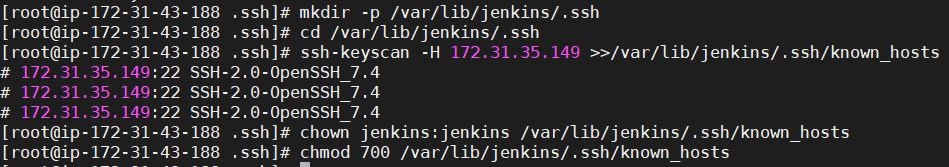 [root@ip-172-31-43-188 .ssh]# mkdir -p /var/lib/jenkins/.ssh
[root@ip-172-31-43-188 .ssh]# cd /var/lib/jenkins/.ssh
[root@ip-172-31-43-188 .ssh]# ssh-keyscan -H 172.31.35.149 >>/var/lib/jenkins/.ssh/known_hosts
# 172.31.35.149:22 SSH-2.0-OpenSSH_7.4
# 172.31.35.149:22 SSH-2.0-OpenSSH_7.4
# 172.31.35.149:22 SSH-2.0-OpenSSH_7.4
[root@ip-172-31-43-188 .ssh]# chown jenkins:jenkins /var/lib/jenkins/.ssh/known_hosts
[root@ip-172-31-43-188 .ssh]# chmod 700 /var/lib/jenkins/.ssh/known_hosts